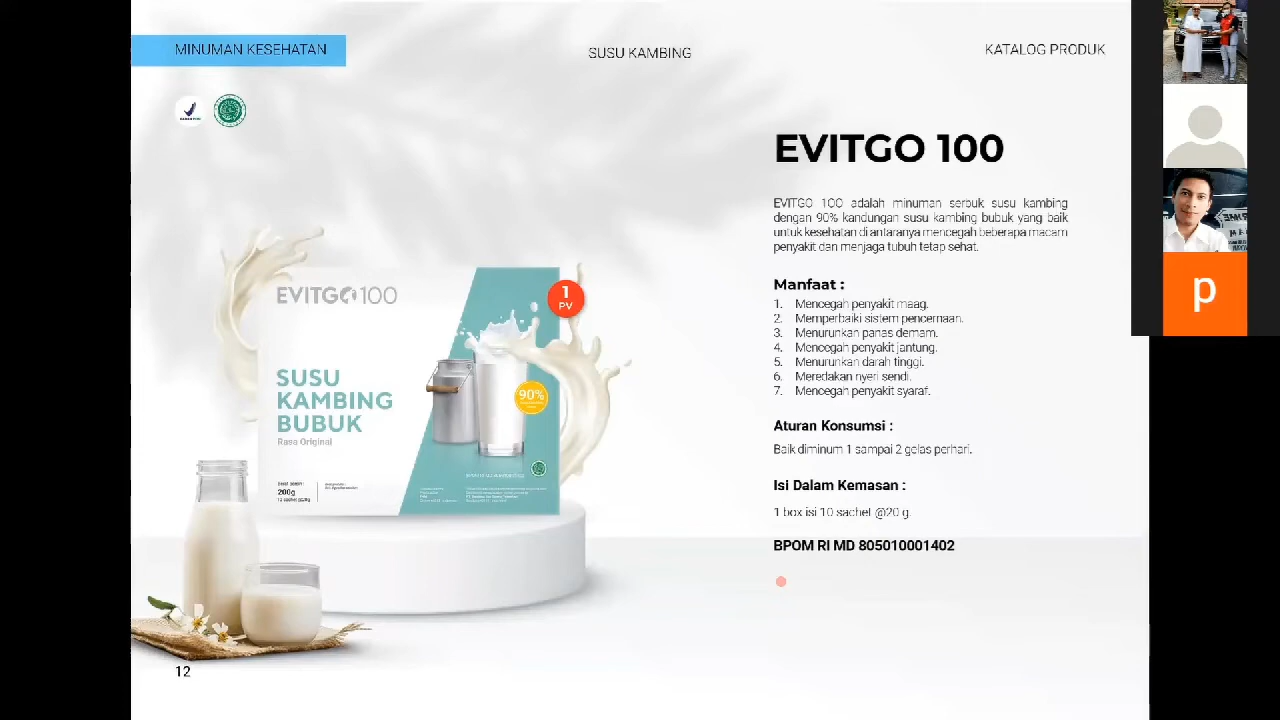 MINUMAN KESEHATAN
SUSU KAMBING
KATALOG PRODUK
EVITGO 100
EVITGO 100 adalah minuman serbuk susu kambing
dengan 90% kandungan susu kambing bubuk yang baik
untuk kesehatan di antaranya mencegah beberapa macam
penyakit dan menjaga tubuh tetap sehat.
Manfaat :
1. Mencegah penyakit maag.
2. Memperbaiki sistem pencernaan.
3. Menurunkan panas demam.
4. Mencegah penyakit jantung.
5. Menurunkan darah tinggi.
6. Meredakan nyeri sendi.
7. Mencegah penyakit syaraf.
Aturan Konsumsi :
Baik diminum 1 sampai 2 gelas perhari.
Isi Dalam Kemasan :
1 box isi 10 sachet @20 g.
BPOM RI MD 805010001402
EVITGO100
1
PV
SUSU
KAMBING
BUBUK
Rasa Original
90%
200g
12
p